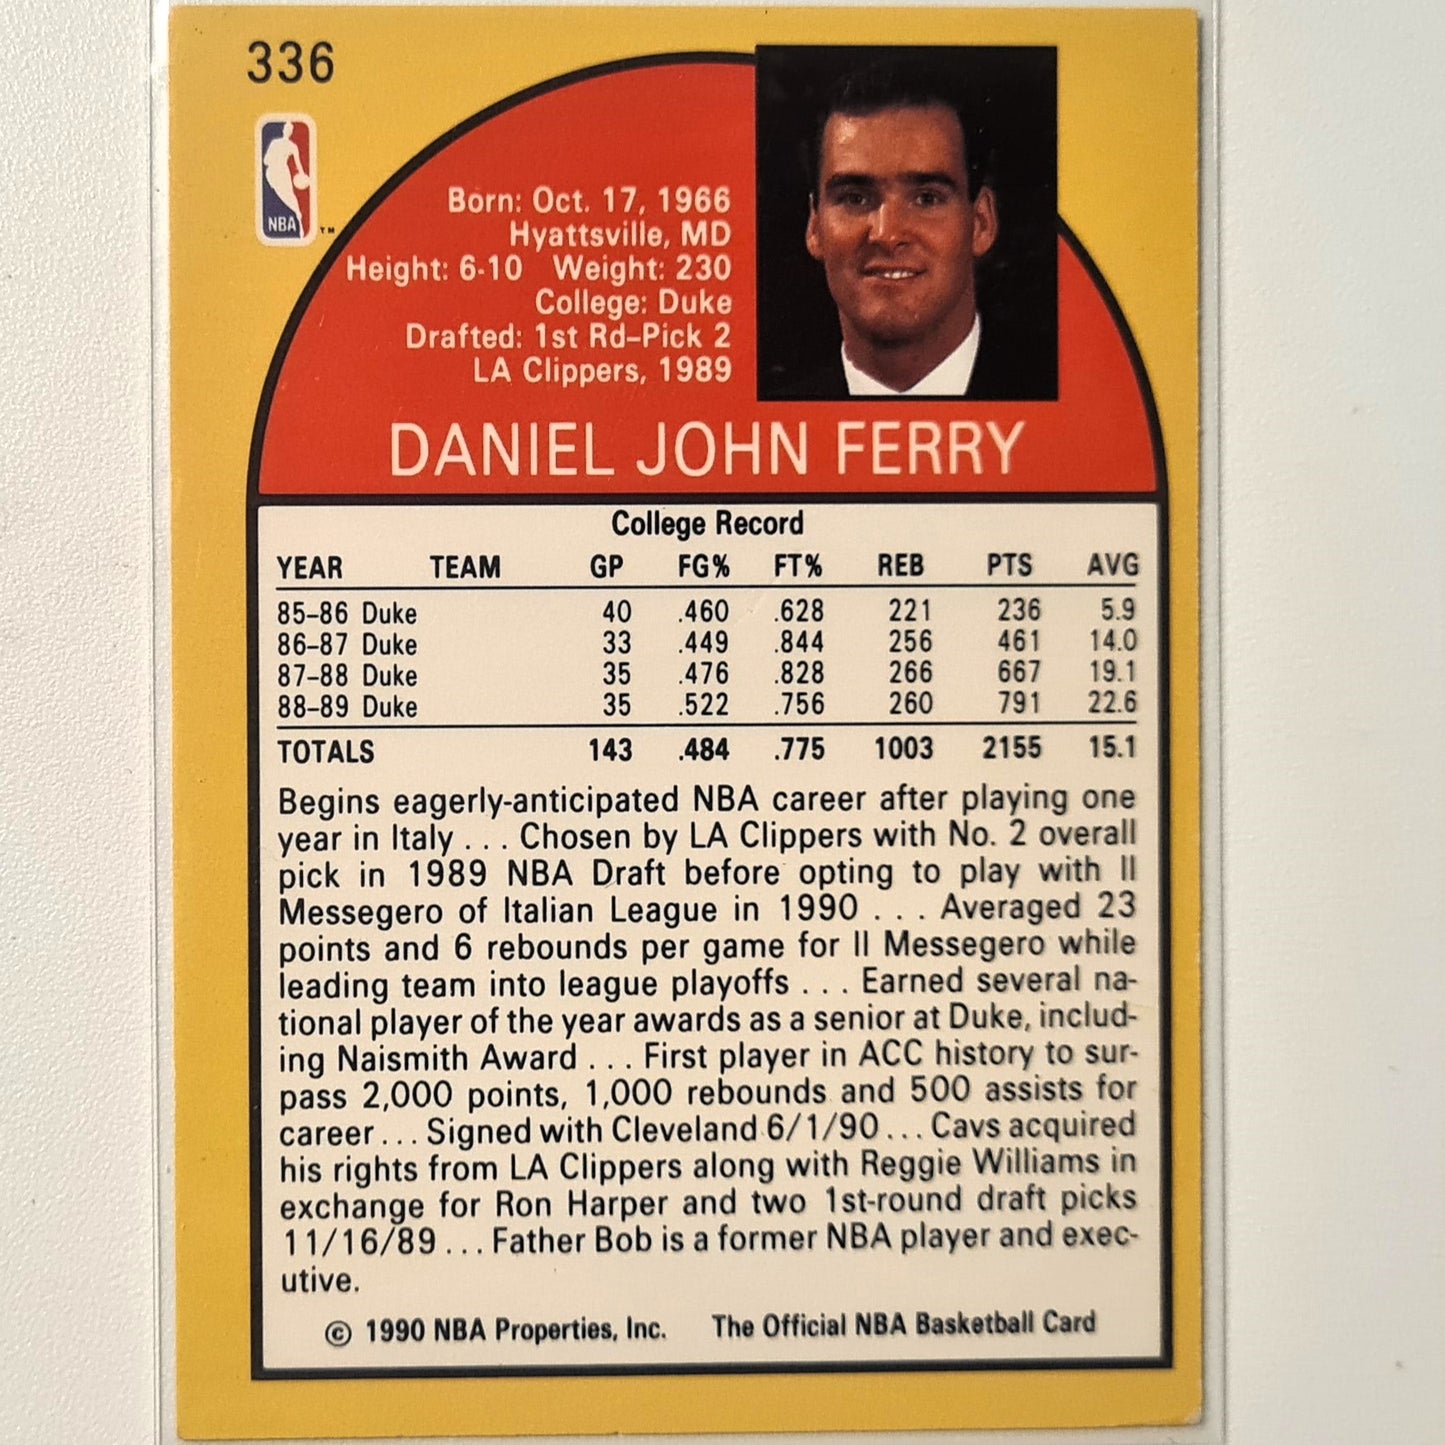 336
NBA
TM
Born: Oct. 17, 1966
Hyattsville, MD
Height: 6-10 Weight: 230
College: Duke
Drafted: 1st Rd–Pick 2
LA Clippers, 1989
DANIEL JOHN FERRY
College Record
YEAR TEAM GP FG% FT% REB PTS AVG
85–86 Duke 40 .460 .628 221 236 5.9
86–87 Duke 33 .449 .844 256 461 14.0
87–88 Duke 35 .476 .828 266 667 19.1
88–89 Duke 35 .522 .756 260 791 22.6
TOTALS 143 .484 .775 1003 2155 15.1
Begins eagerly-anticipated NBA career after playing one
year in Italy . . . Chosen by LA Clippers with No. 2 overall
pick in 1989 NBA Draft before opting to play with Il
Messegero of Italian League in 1990 . . . Averaged 23
points and 6 rebounds per game for Il Messegero while
leading team into league playoffs . . . Earned several na-
tional player of the year awards as a senior at Duke, includ-
ing Naismith Award . . . First player in ACC history to sur-
pass 2,000 points, 1,000 rebounds and 500 assists for
career . . . Signed with Cleveland 6/1/90 . . . Cavs acquired
his rights from LA Clippers along with Reggie Williams in
exchange for Ron Harper and two 1st-round draft picks
11/16/89 . . . Father Bob is a former NBA player and exec-
utive.
© 1990 NBA Properties, Inc. The Official NBA Basketball Card